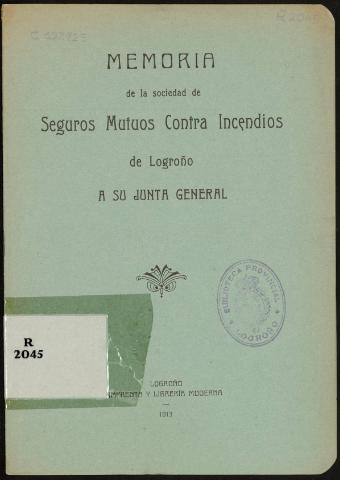 R 2045
MEMORIA
de la sociedad de
Seguros Mutuos Contra Incendios
de Logroño
A SU JUNTA GENERAL
BIBLIOTECA PROVINCIAL
LOGROÑO
R
2045
LOGROÑO
IMPRENTA Y LIBRERÍA MODERNA
1913